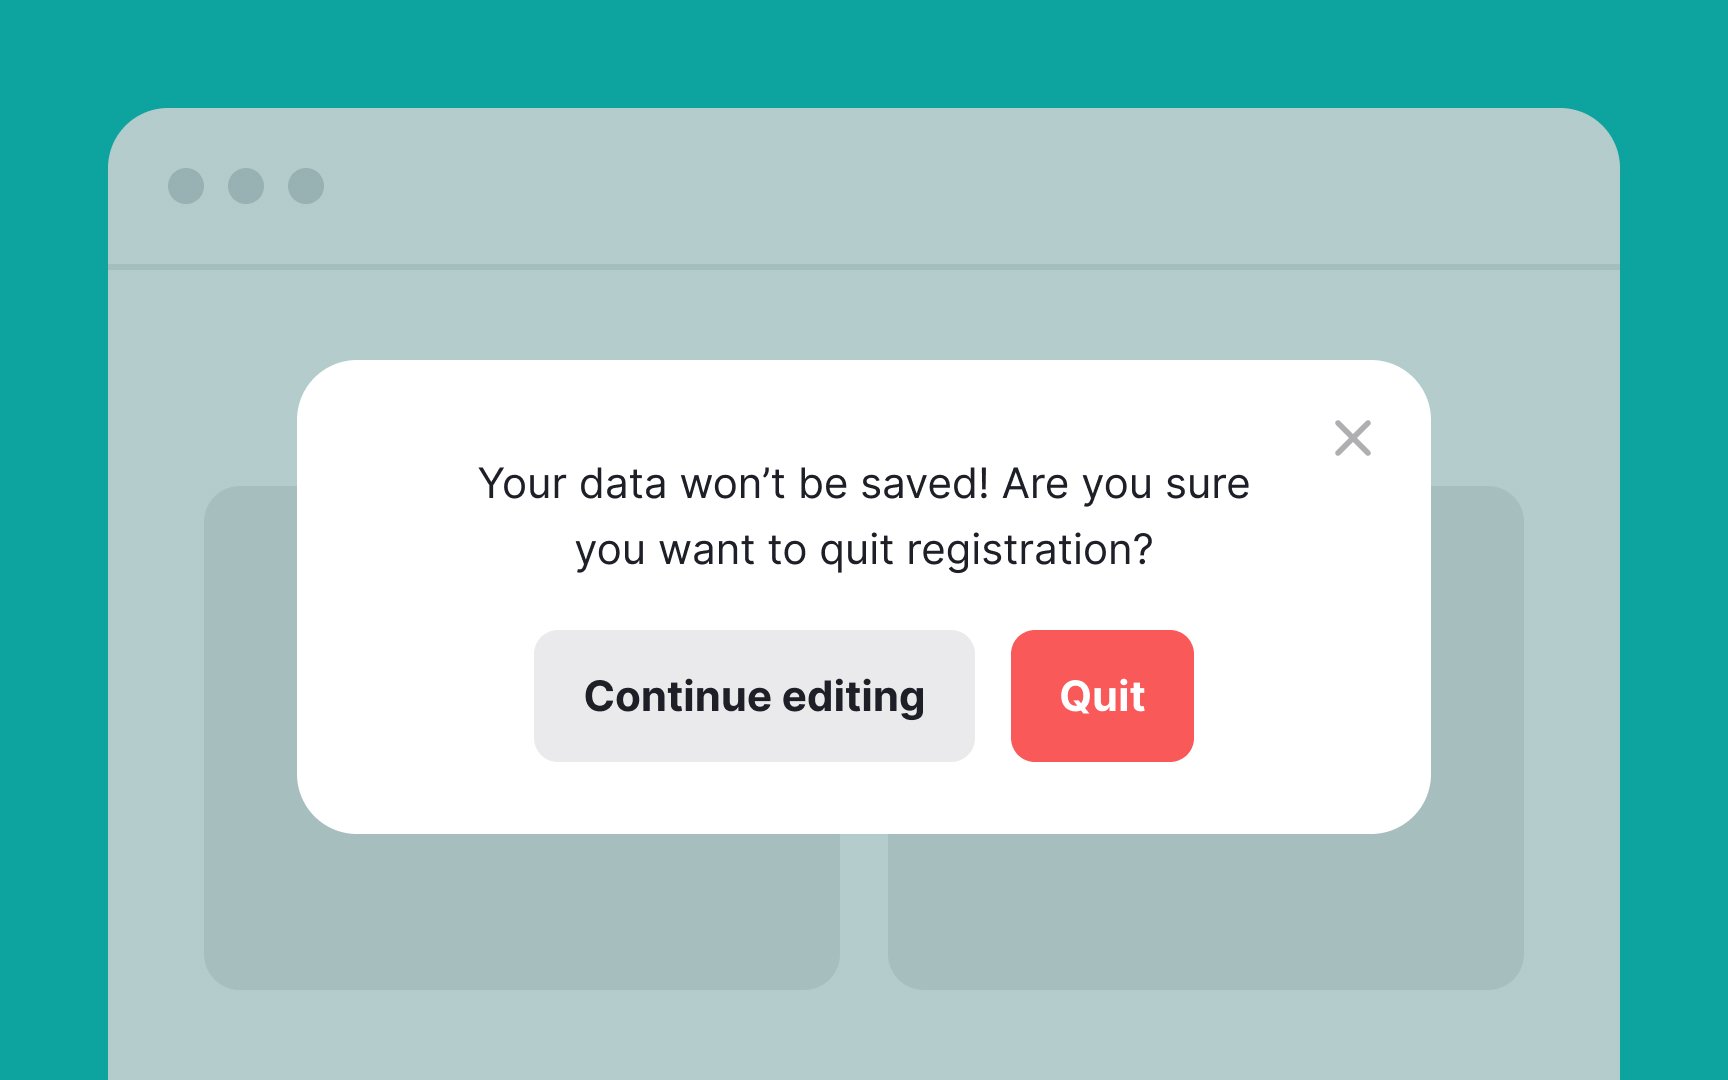 Your data won’t be saved! Are you sure
you want to quit registration?
Continue editing
Quit